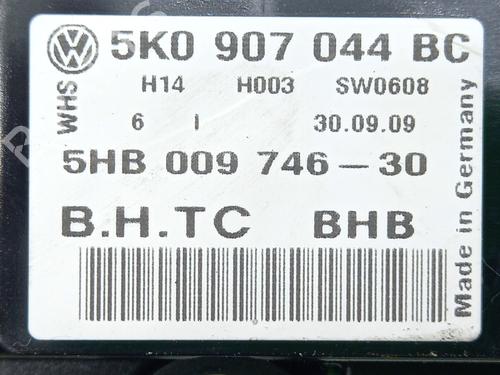 5K0 907 044 BC
H14 H003 SW0608
WHS
6 I 30.09.09
5HB 009 746-30
B.H.TC BHB
Made in Germany